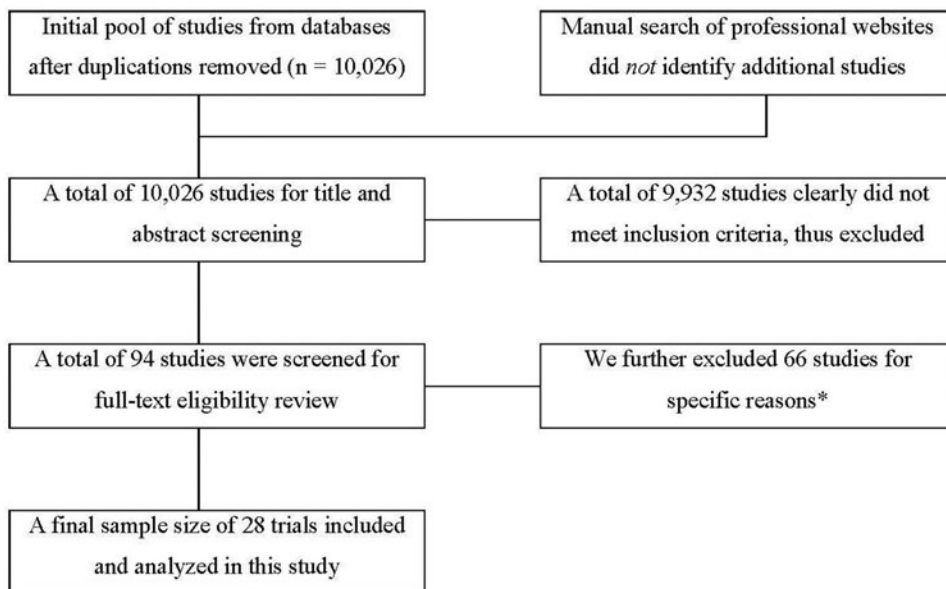 Initial pool of studies from databases
after duplications removed (n = 10,026)
Manual search of professional websites
did not identify additional studies
A total of 10,026 studies for title and
abstract screening
A total of 9,932 studies clearly did not
meet inclusion criteria, thus excluded
A total of 94 studies were screened for
full-text eligibility review
We further excluded 66 studies for
specific reasons*
A final sample size of 28 trials included
and analyzed in this study